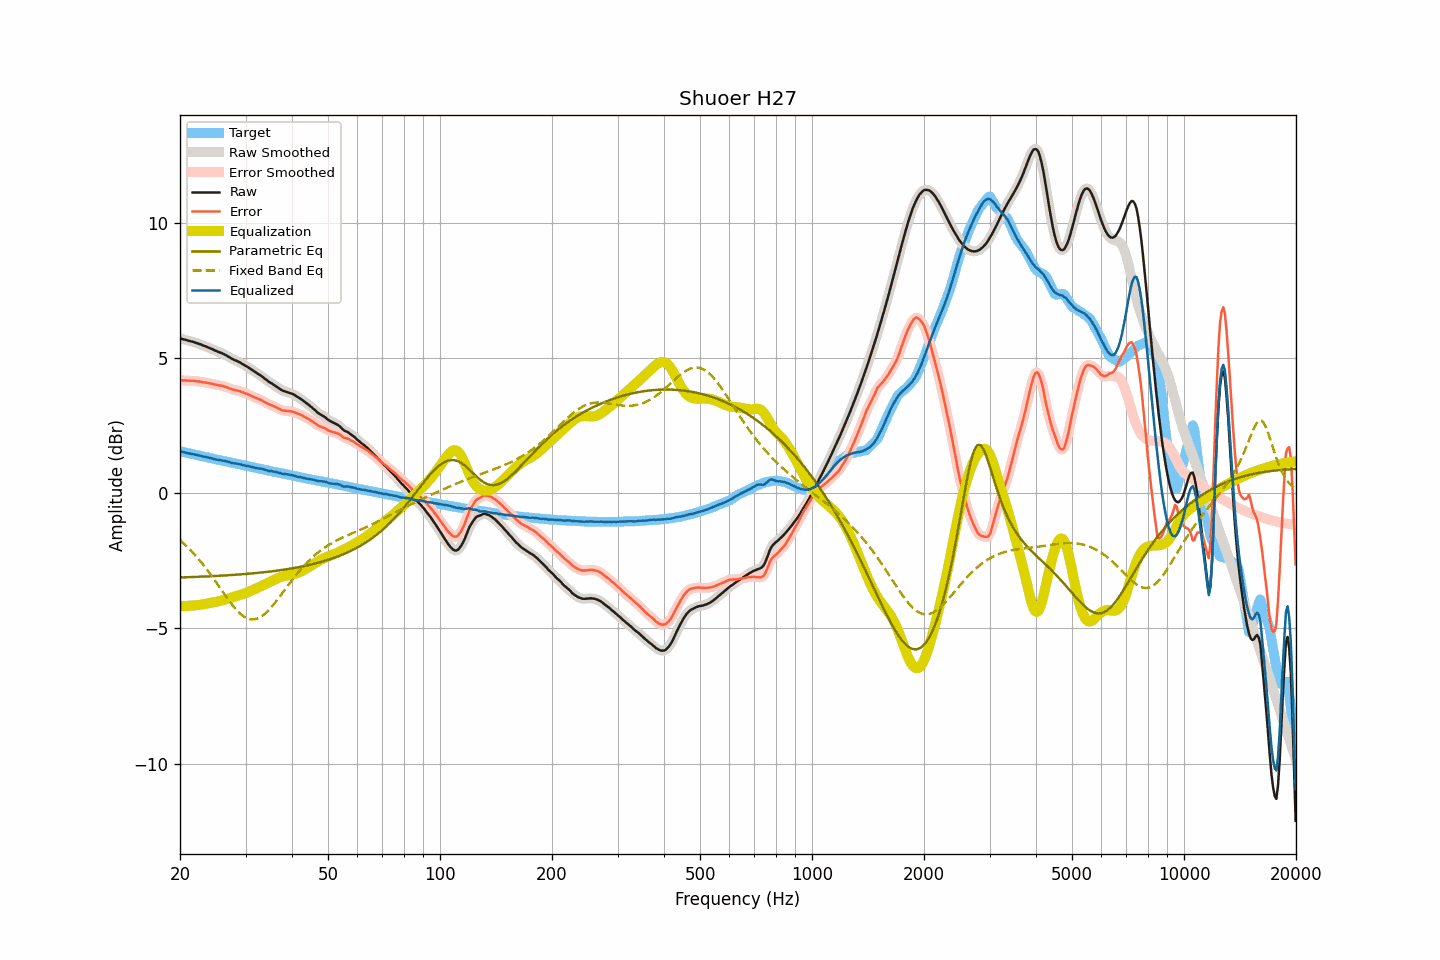 Shuoer H27
Target
Raw Smoothed
Error Smoothed
Raw
Error
Equalization
Parametric Eq
Fixed Band Eq
Equalized
Amplitude (dBr)
10
5
0
−5
−10
20 50 100 200 500 1000 2000 5000 10000 20000
Frequency (Hz)